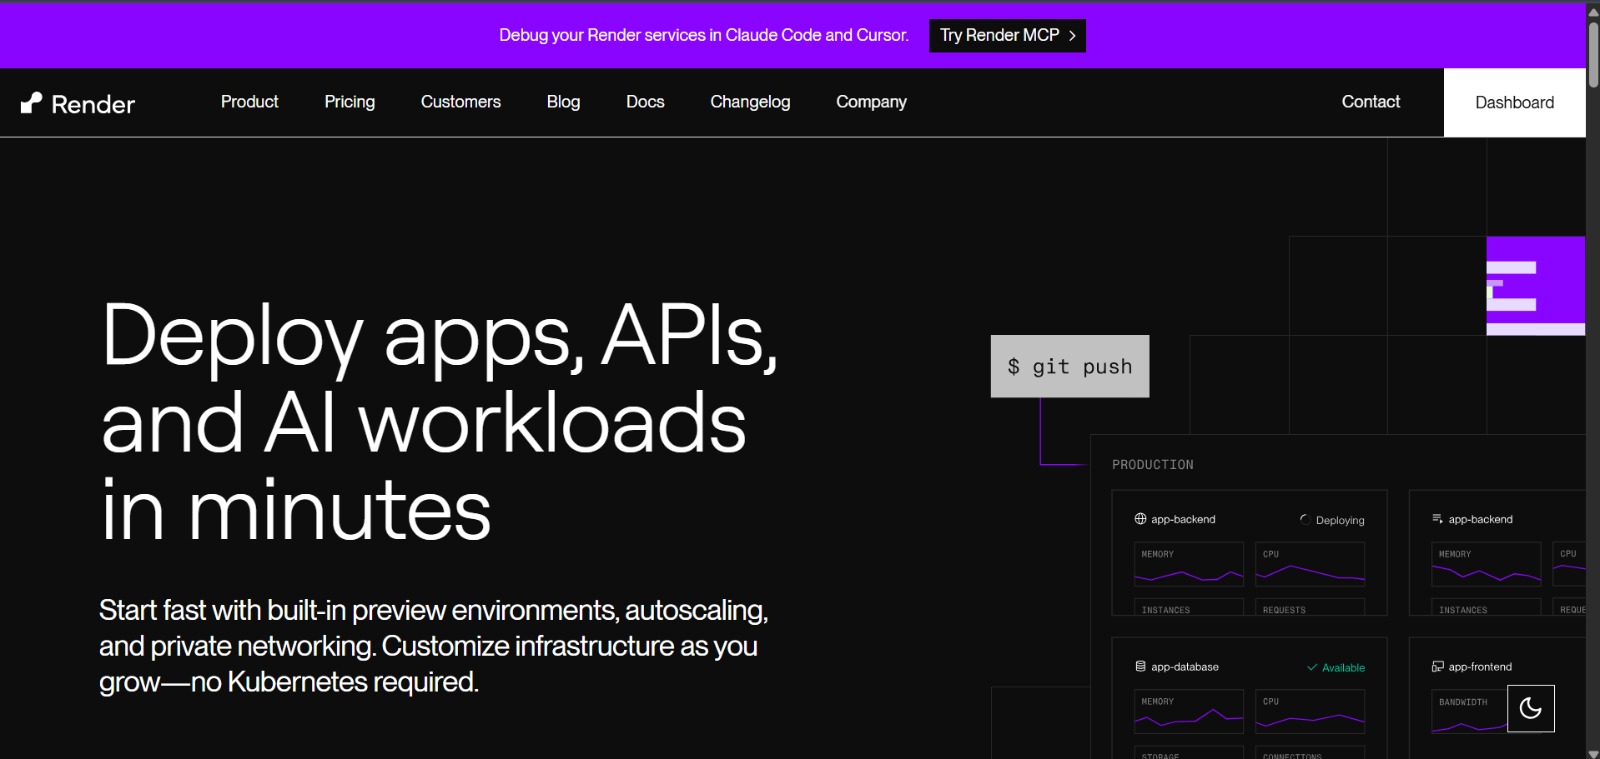 Debug your Render services in Claude Code and Cursor.
Try Render MCP
Render
Product
Pricing
Customers
Blog
Docs
Changelog
Company
Contact
Dashboard
Deploy apps, APIs,
and AI workloads
in minutes
Start fast with built-in preview environments, autoscaling,
and private networking. Customize infrastructure as you
grow—no Kubernetes required.
$ git push
PRODUCTION
app-backend
Deploying
MEMORY
CPU
INSTANCES
REQUESTS
app-backend
MEMORY
CPU
INSTANCES
REQUE
app-database
Available
MEMORY
CPU
STORAGE
CONNECTIONS
app-frontend
BANDWIDTH